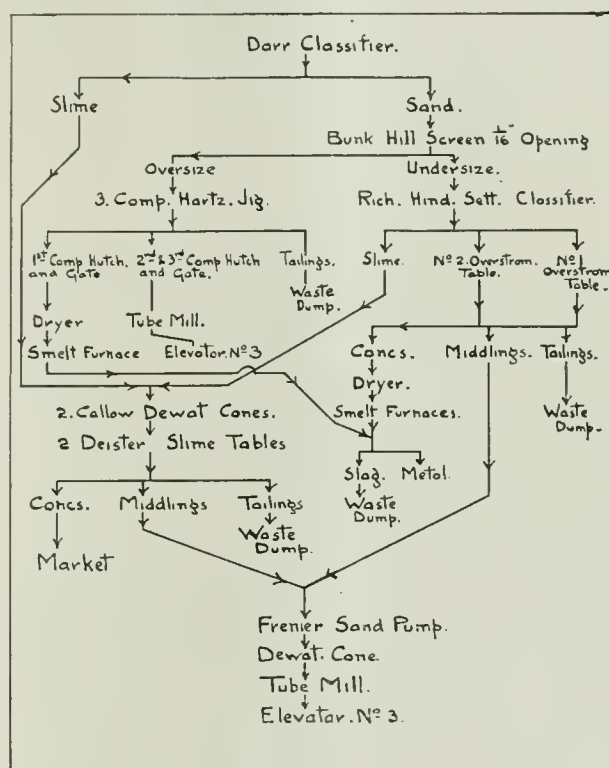 Dorr Classifier.
Slime
Sand.
Bunk Hill Screen 1/16" Opening
Oversize
Undersize.
3. Comp. Hartz. Jig.
Rich. Hind. Sett. Classifier.
1st Comp Hutch.
and Gate
2nd & 3rd Comp Hutch
and Gate.
Tailings.
Waste
Dump.
Slime.
No 2. Overstrom.
Table.
No 1
Overstrom
Table.
Dryer
Smelt Furnace
Tube Mill.
Elevator. No 3
Concs.
Middlings.
Tailings.
Dryer.
Smelt Furnaces.
Waste
Dump.
2. Callow Dewat Cones.
2 Deister Slime Tables
Slag.
Metal.
Waste
Dump.
Concs.
Middlings
Tailings
Waste
Dump.
Market
Frenier Sand Pump.
Dewat. Cone.
Tube Mill.
Elevator. No 3.